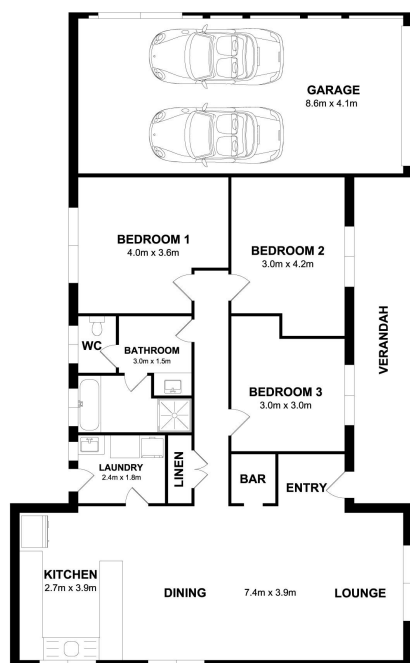 GARAGE
8.6m x 4.1m
BEDROOM 1
4.0m x 3.6m
BEDROOM 2
3.0m x 4.2m
VERANDAH
WC
BATHROOM
3.0m x 1.5m
BEDROOM 3
3.0m x 3.0m
LAUNDRY
2.4m x 1.8m
LINEN
BAR
ENTRY
KITCHEN
2.7m x 3.9m
DINING
7.4m x 3.9m
LOUNGE